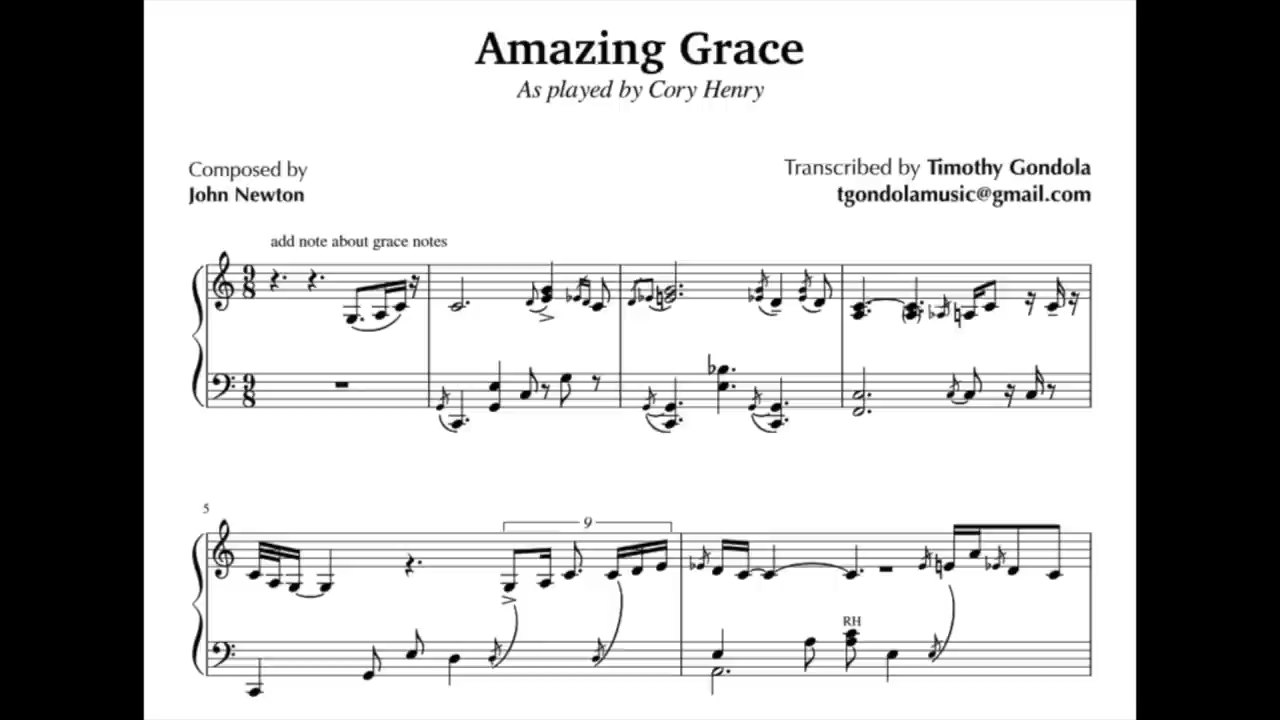 Amazing Grace
As played by Cory Henry
Composed by
John Newton
Transcribed by Timothy Gondola
tgondolamusic@gmail.com
add note about grace notes
9
8
9
8
5
9
RH